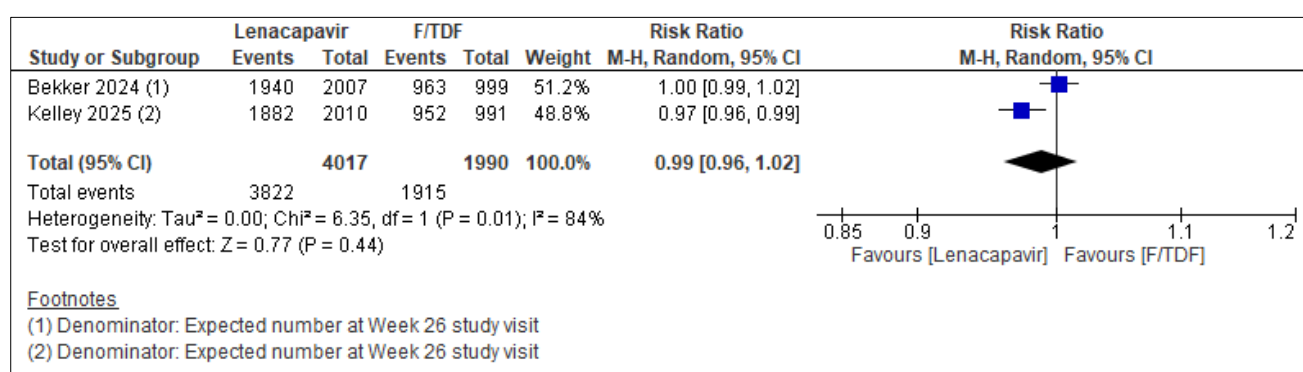 Lenacapavir F/TDF Risk Ratio Risk Ratio
Study or Subgroup Events Total Events Total Weight M-H, Random, 95% CI M-H, Random, 95% CI
Bekker 2024 (1) 1940 2007 963 999 51.2% 1.00 [0.99, 1.02]
Kelley 2025 (2) 1882 2010 952 991 48.8% 0.97 [0.96, 0.99]
Total (95% CI) 4017 1990 100.0% 0.99 [0.96, 1.02]
Total events 3822 1915
Heterogeneity: Tau² = 0.00; Chi² = 6.35, df = 1 (P = 0.01); I² = 84%
Test for overall effect: Z = 0.77 (P = 0.44)
0.85 0.9 1 1.1 1.2
Favours [Lenacapavir] Favours [F/TDF]
Footnotes
(1) Denominator: Expected number at Week 26 study visit
(2) Denominator: Expected number at Week 26 study visit